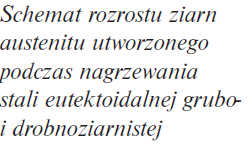 Schemat rozrostu ziarn
austenitu utworzonego
podczas nagrzewania
stali eutektoidalnej grubo-
i drobnoziarnistej